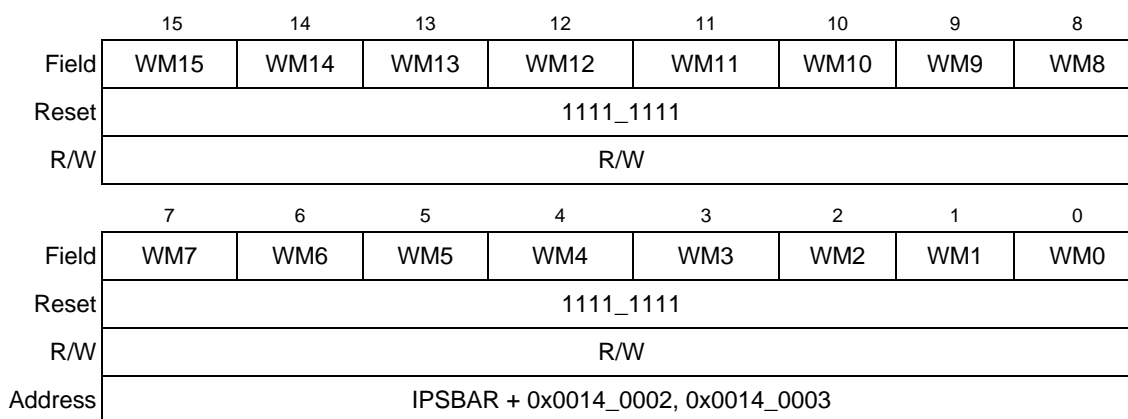 15 14 13 12 11 10 9 8
Field WM15 WM14 WM13 WM12 WM11 WM10 WM9 WM8
Reset 1111_1111
R/W R/W
7 6 5 4 3 2 1 0
Field WM7 WM6 WM5 WM4 WM3 WM2 WM1 WM0
Reset 1111_1111
R/W R/W
Address IPSBAR + 0x0014_0002, 0x0014_0003